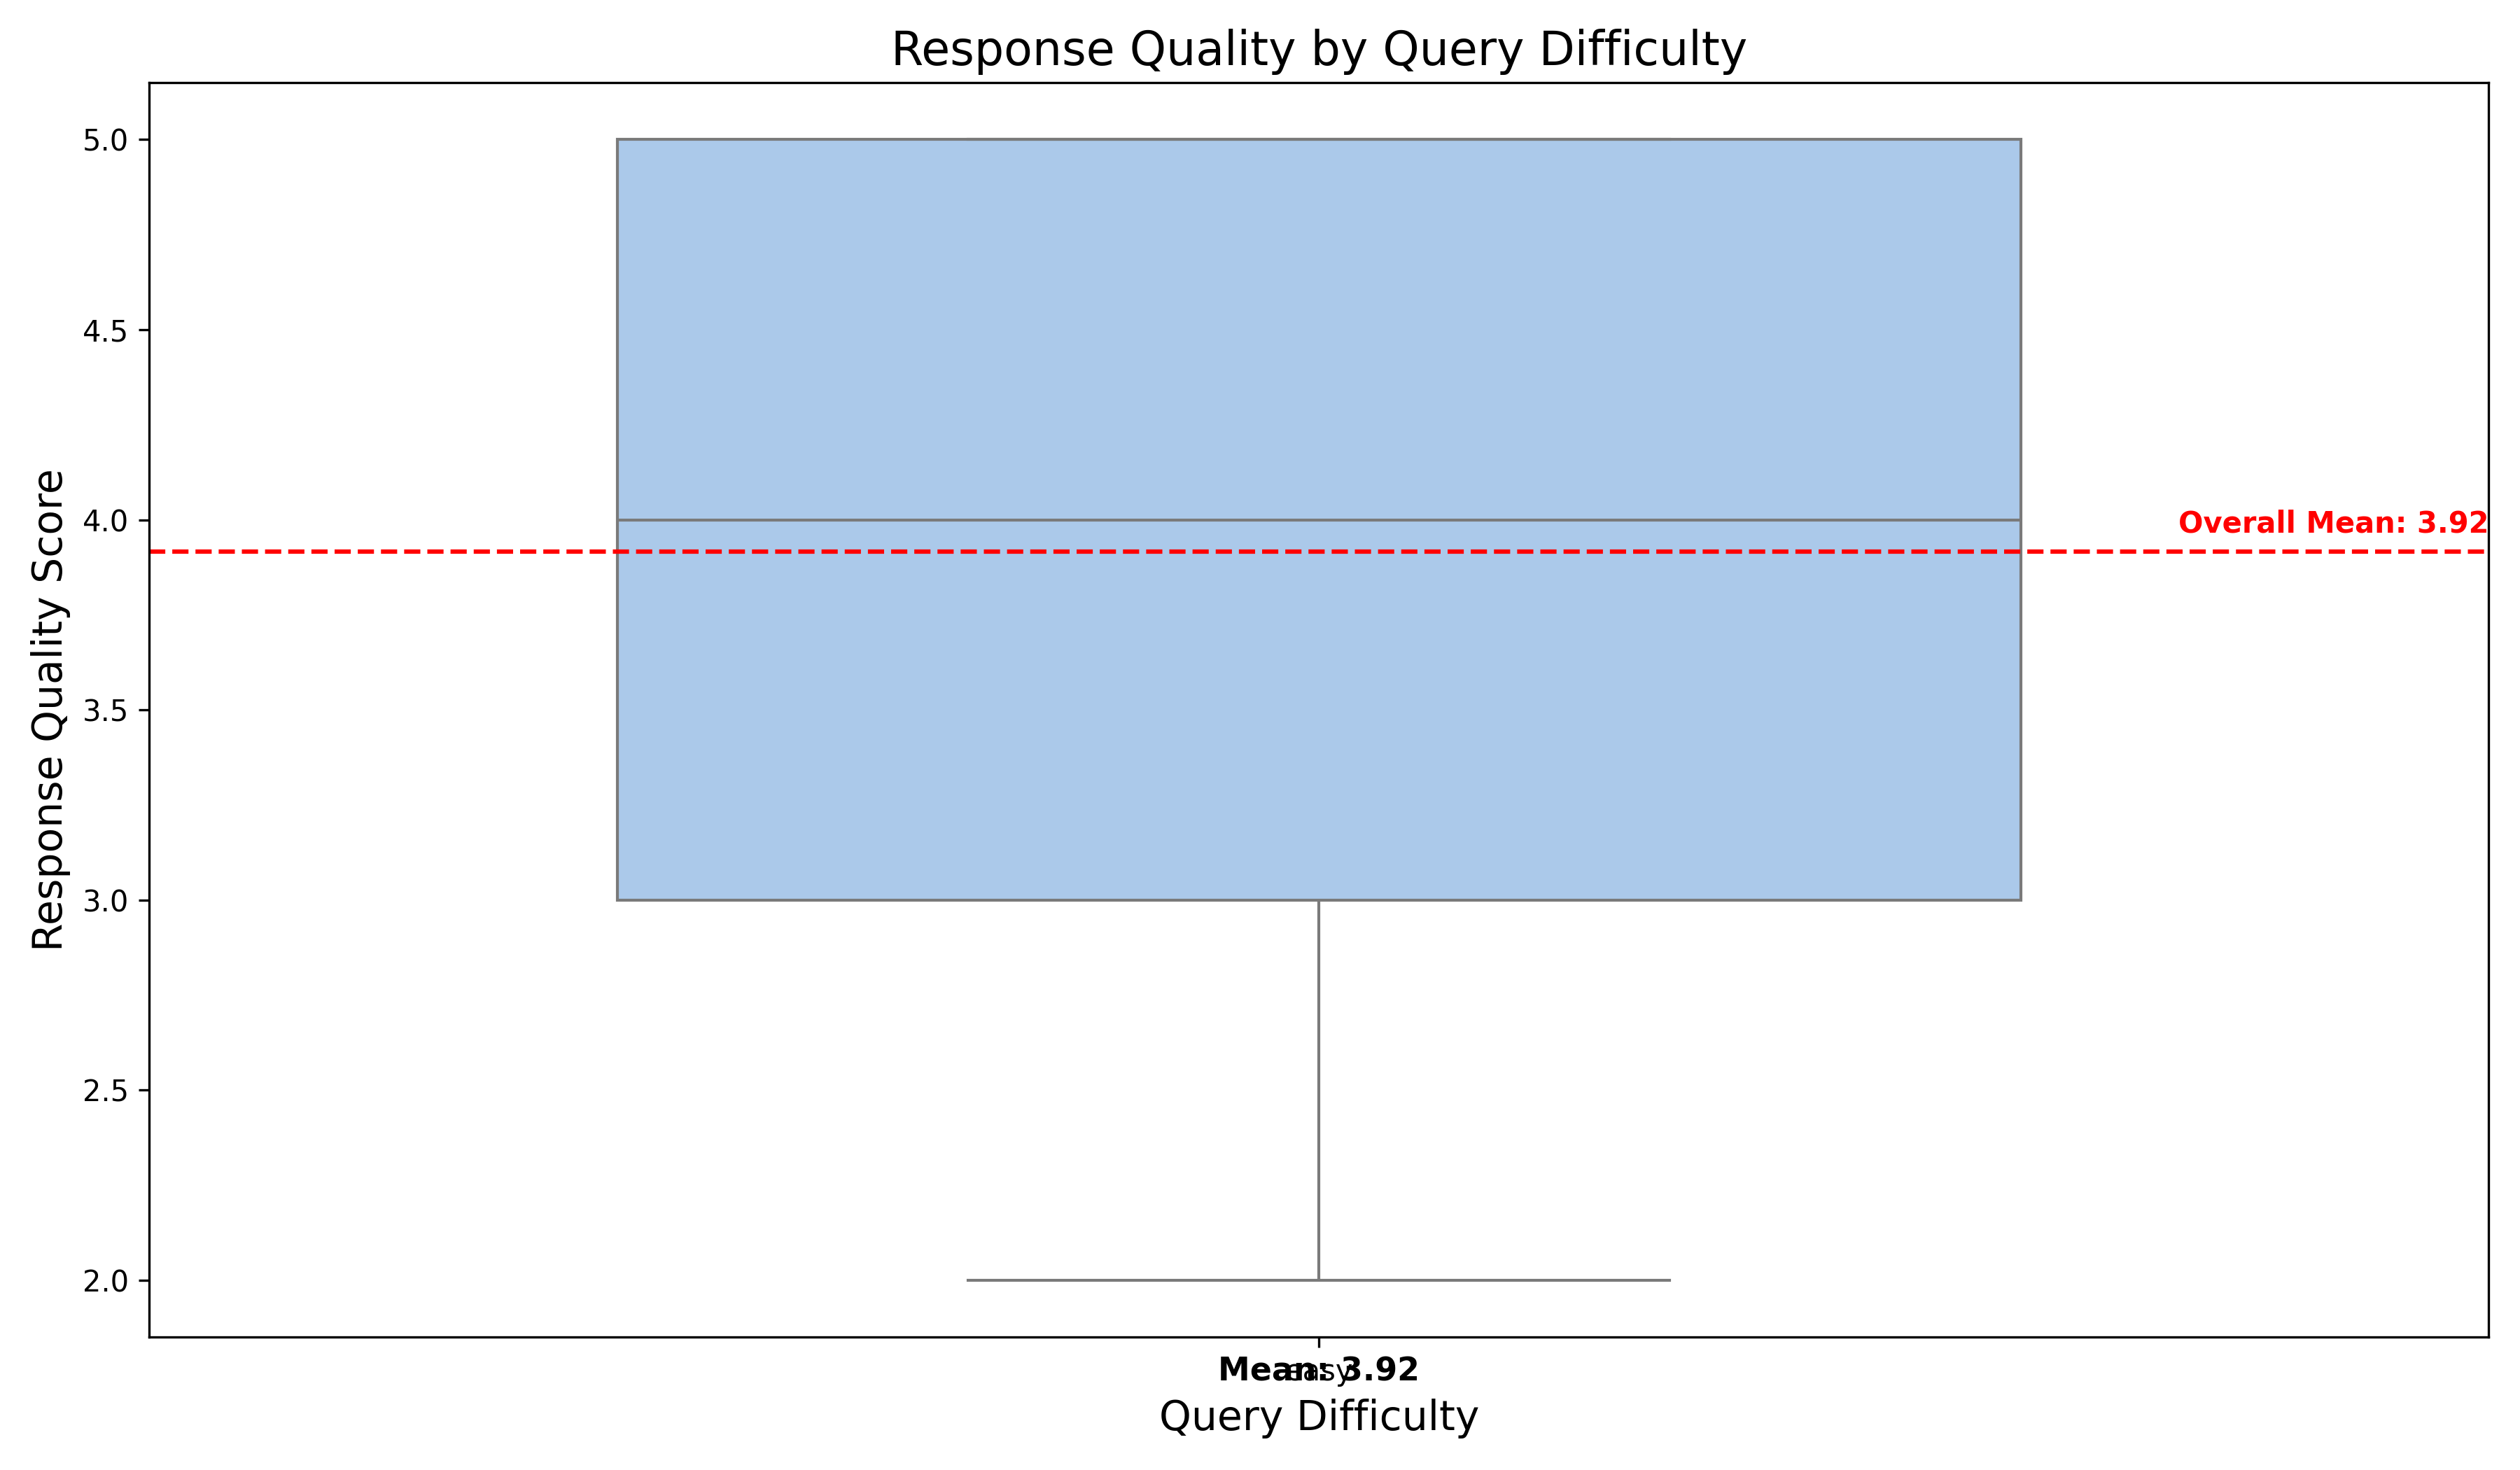 Response Quality by Query Difficulty
Response Quality Score
5.0
4.5
4.0
3.5
3.0
2.5
2.0
Overall Mean: 3.92
Mean: 3.92
easy
Query Difficulty